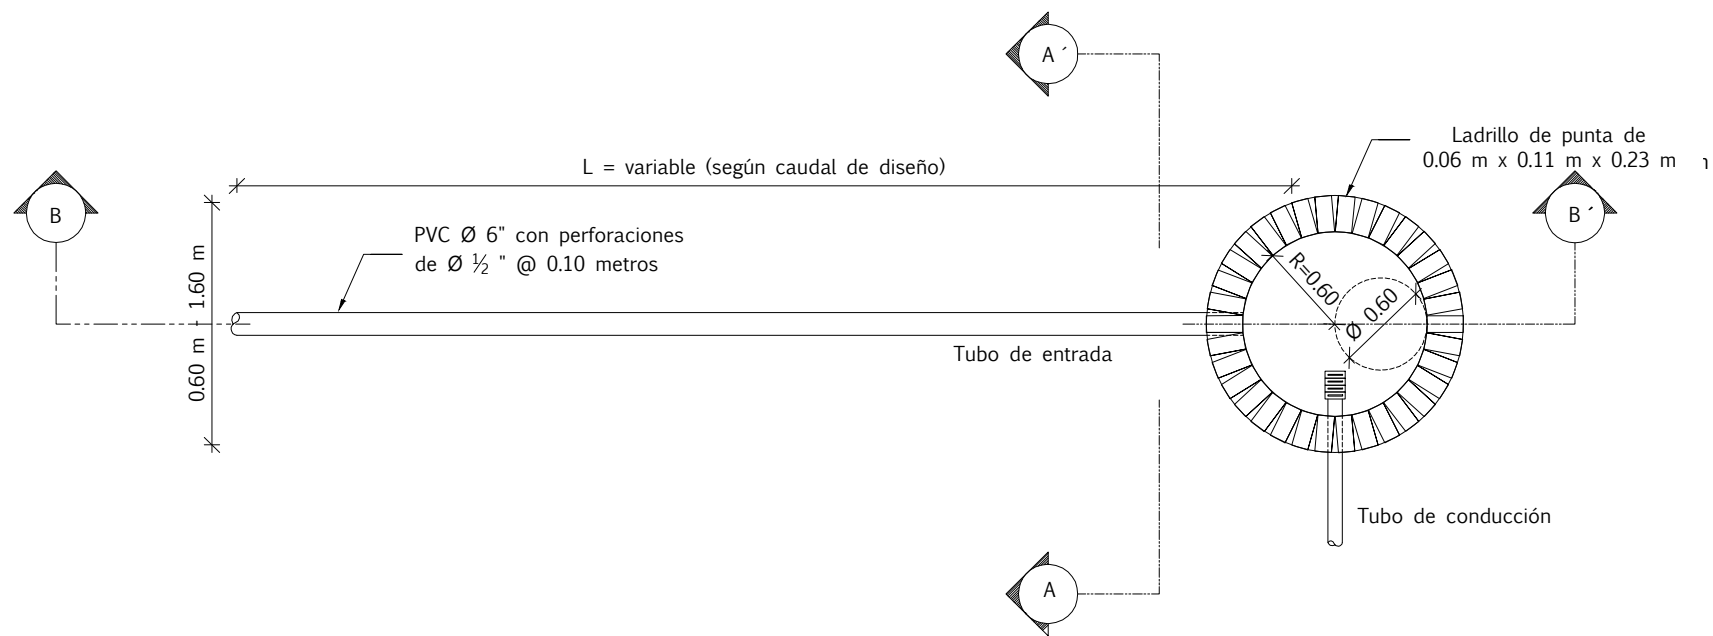 A ´
Ladrillo de punta de
0.06 m x 0.11 m x 0.23 m
L = variable (según caudal de diseño)
B
B ´
PVC Ø 6" con perforaciones
de Ø ½ " @ 0.10 metros
0.60 m - 1.60 m
R=0.60
Ø 0.60
Tubo de entrada
Tubo de conducción
A